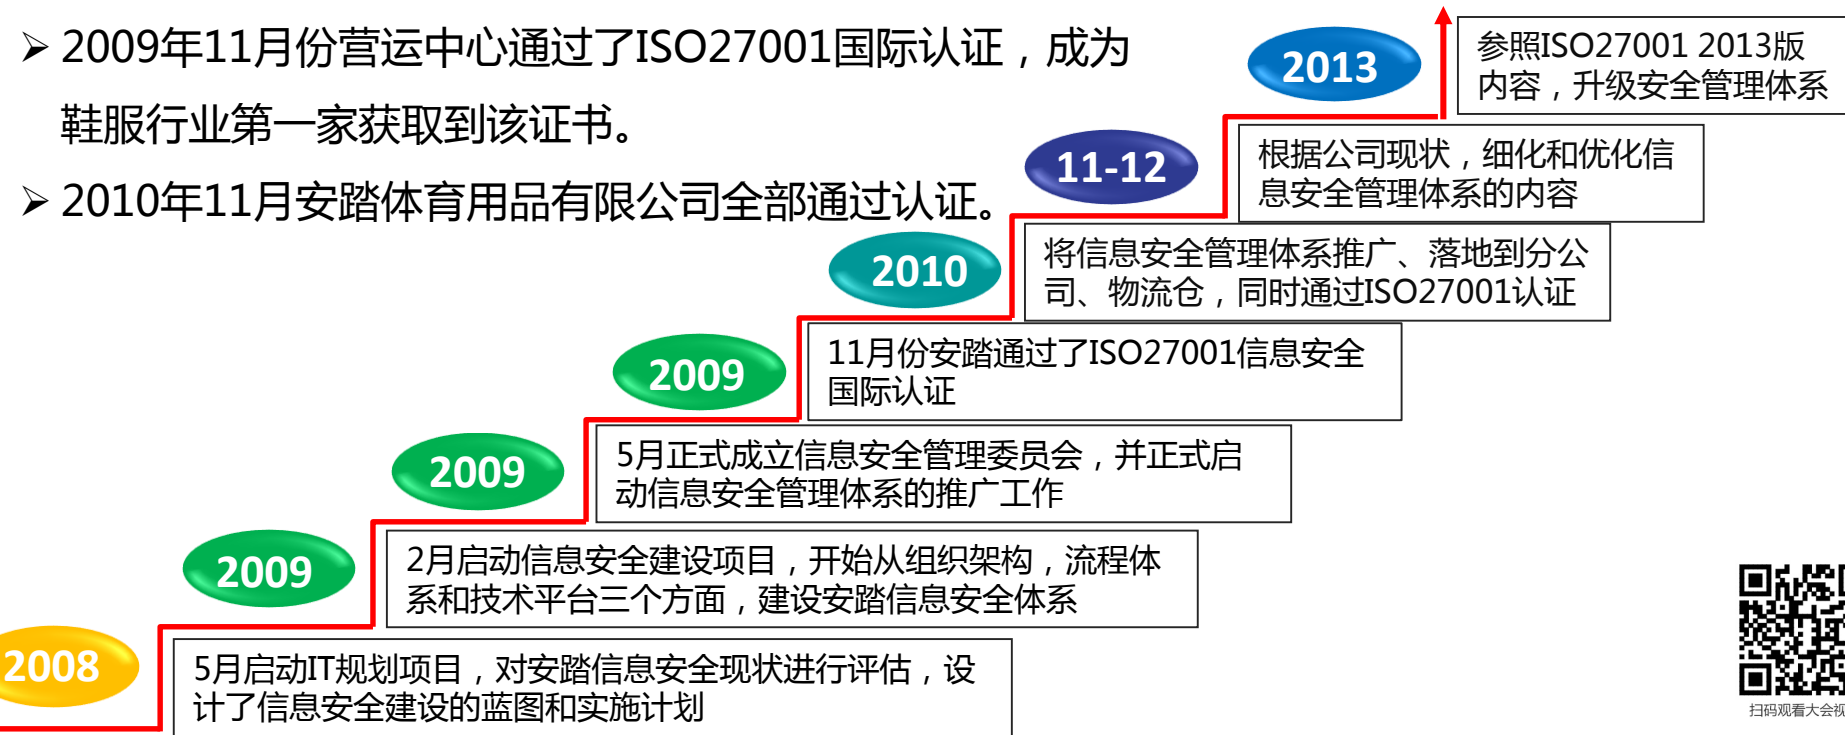 ➢ 2009年11月份营运中心通过了ISO27001国际认证，成为
鞋服行业第一家获取到该证书。
➢ 2010年11月安踏体育用品有限公司全部通过认证。
2013
参照ISO27001 2013版
内容，升级安全管理体系
11-12
根据公司现状，细化和优化信
息安全管理体系的内容
2010
将信息安全管理体系推广、落地到分公
司、物流仓，同时通过ISO27001认证
2009
11月份安踏通过了ISO27001信息安全
国际认证
2009
5月正式成立信息安全管理委员会，并正式启
动信息安全管理体系的推广工作
2009
2月启动信息安全建设项目，开始从组织架构，流程体
系和技术平台三个方面，建设安踏信息安全体系
2008
5月启动IT规划项目，对安踏信息安全现状进行评估，设
计了信息安全建设的蓝图和实施计划
扫码观看大会视